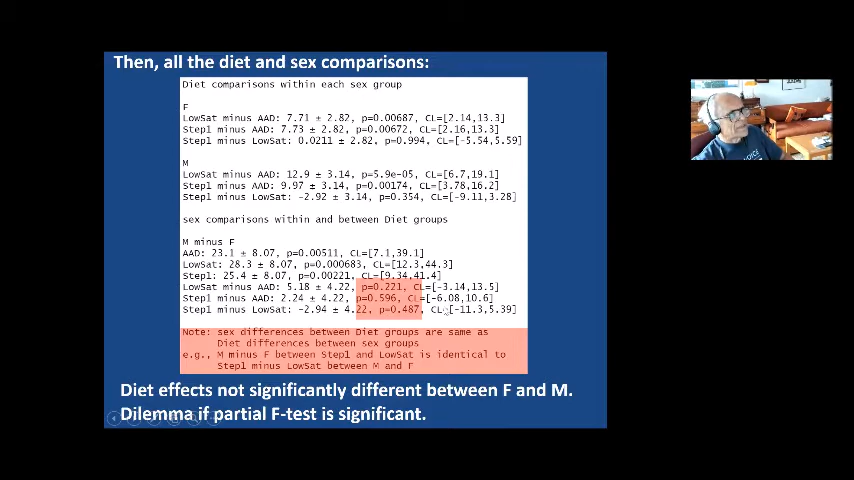 Then, all the diet and sex comparisons:
Diet comparisons within each sex group
F
LowSat minus AAD: 7.71 ± 2.82, p=0.00687, CL=[2.14,13.3]
Step1 minus AAD: 7.73 ± 2.82, p=0.00672, CL=[2.16,13.3]
Step1 minus LowSat: 0.0211 ± 2.82, p=0.994, CL=[-5.54,5.59]
M
LowSat minus AAD: 12.9 ± 3.14, p=5.9e-05, CL=[6.7,19.1]
Step1 minus AAD: 9.97 ± 3.14, p=0.00174, CL=[3.78,16.2]
Step1 minus LowSat: -2.92 ± 3.14, p=0.354, CL=[-9.11,3.28]
sex comparisons within and between Diet groups
M minus F
AAD: 23.1 ± 8.07, p=0.00511, CL=[7.1,39.1]
LowSat: 28.3 ± 8.07, p=0.000683, CL=[12.3,44.3]
Step1: 25.4 ± 8.07, p=0.00221, CL=[9.34,41.4]
LowSat minus AAD: 5.18 ± 4.22, p=0.221, CL=[-3.14,13.5]
Step1 minus AAD: 2.24 ± 4.22, p=0.596, CL=[-6.08,10.6]
Step1 minus LowSat: -2.94 ± 4.22, p=0.487, CL=[-11.3,5.39]
Note: sex differences between Diet groups are same as
Diet differences between sex groups
e.g., M minus F between Step1 and LowSat is identical to
Step1 minus LowSat between M and F
Diet effects not significantly different between F and M.
Dilemma if partial F-test is significant.